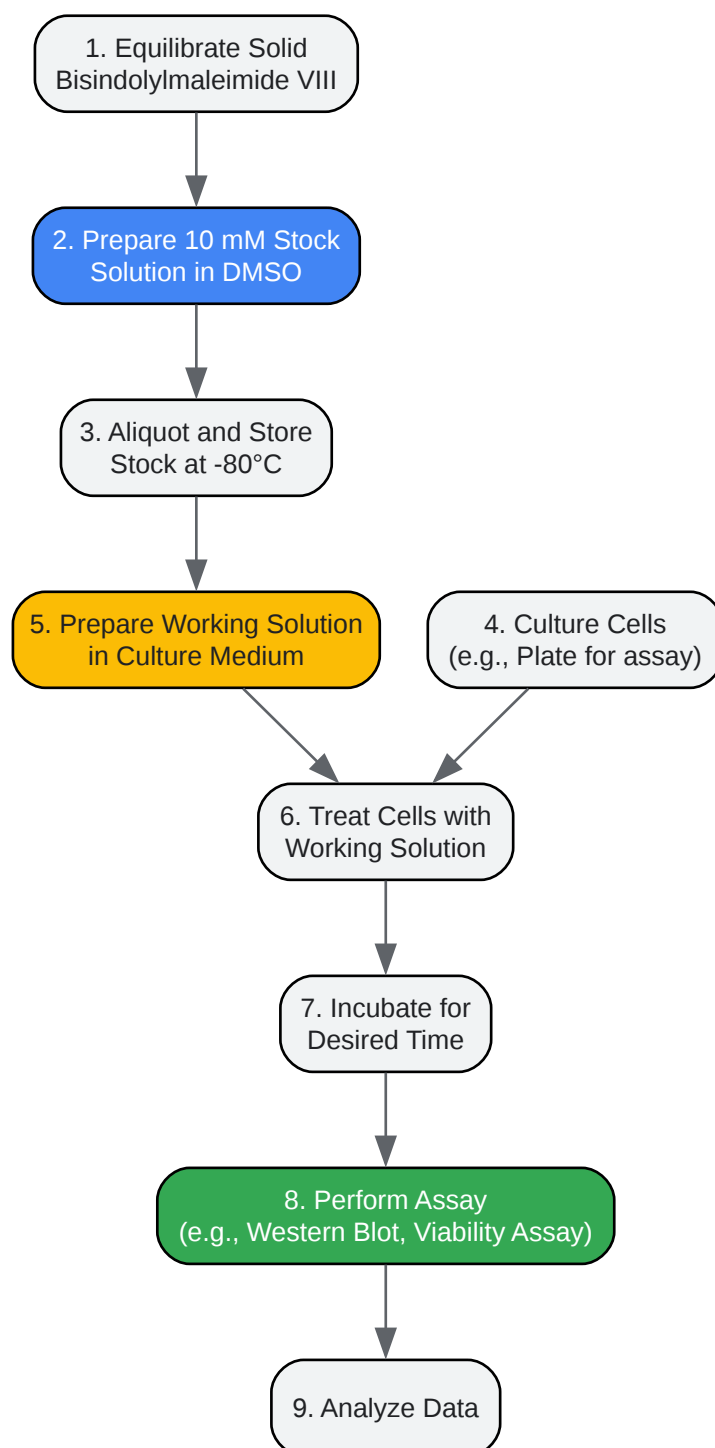 1. Equilibrate Solid
Bisindolylmaleimide VIII
2. Prepare 10 mM Stock
Solution in DMSO
3. Aliquot and Store
Stock at -80°C
5. Prepare Working Solution
in Culture Medium
4. Culture Cells
(e.g., Plate for assay)
6. Treat Cells with
Working Solution
7. Incubate for
Desired Time
8. Perform Assay
(e.g., Western Blot, Viability Assay)
9. Analyze Data